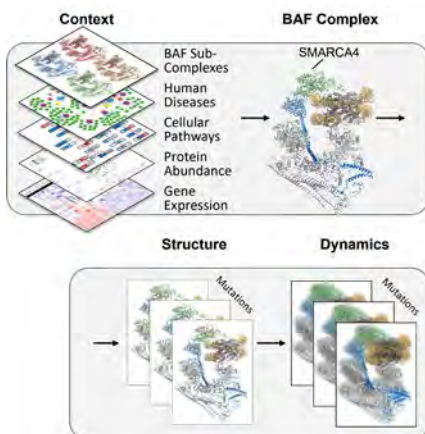 Context
BAF Complex
BAF Sub-
Complexes
Human
Diseases
Cellular
Pathways
Protein
Abundance
Gene
Expression
SMARCA4
Structure
Dynamics
Mutations
Mutations